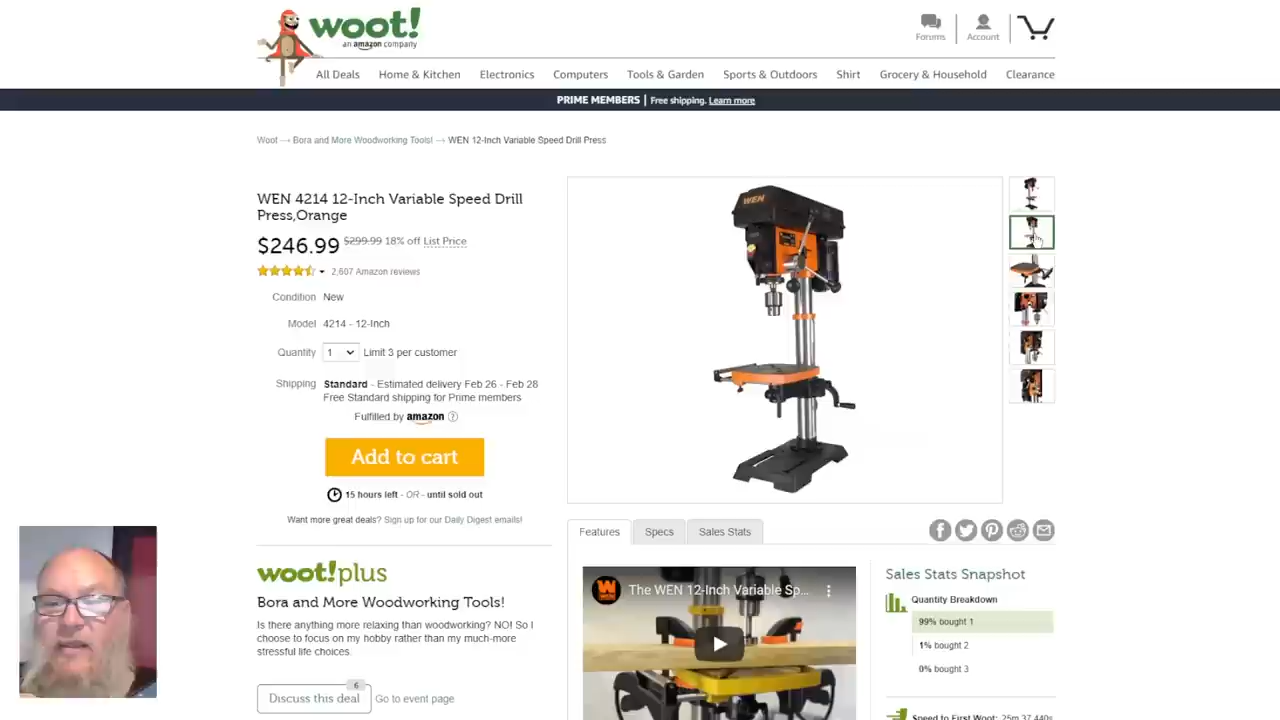 woot!
an amazon company
Forums
Account
All Deals
Home & Kitchen
Electronics
Computers
Tools & Garden
Sports & Outdoors
Shirt
Grocery & Household
Clearance
PRIME MEMBERS | Free shipping. Learn more
Woot → Bora and More Woodworking Tools! → WEN 12-Inch Variable Speed Drill Press
WEN 4214 12-Inch Variable Speed Drill
Press,Orange
$246.99 $299.99 18% off List Price
2,607 Amazon reviews
Condition New
Model 4214 - 12-Inch
Quantity 1 Limit 3 per customer
Shipping Standard - Estimated delivery Feb 26 - Feb 28
Free Standard shipping for Prime members
Fulfilled by amazon ?
Add to cart
15 hours left - OR - until sold out
Want more great deals? Sign up for our Daily Digest emails!
woot!plus
Bora and More Woodworking Tools!
Is there anything more relaxing than woodworking? NO! So I
choose to focus on my hobby rather than my much-more
stressful life choices.
6
Discuss this deal
Go to event page
WEN
Features
Specs
Sales Stats
The WEN 12-Inch Variable Sp...
Sales Stats Snapshot
Quantity Breakdown
99% bought 1
1% bought 2
0% bought 3
Speed to First Woot: 25m 37.440s